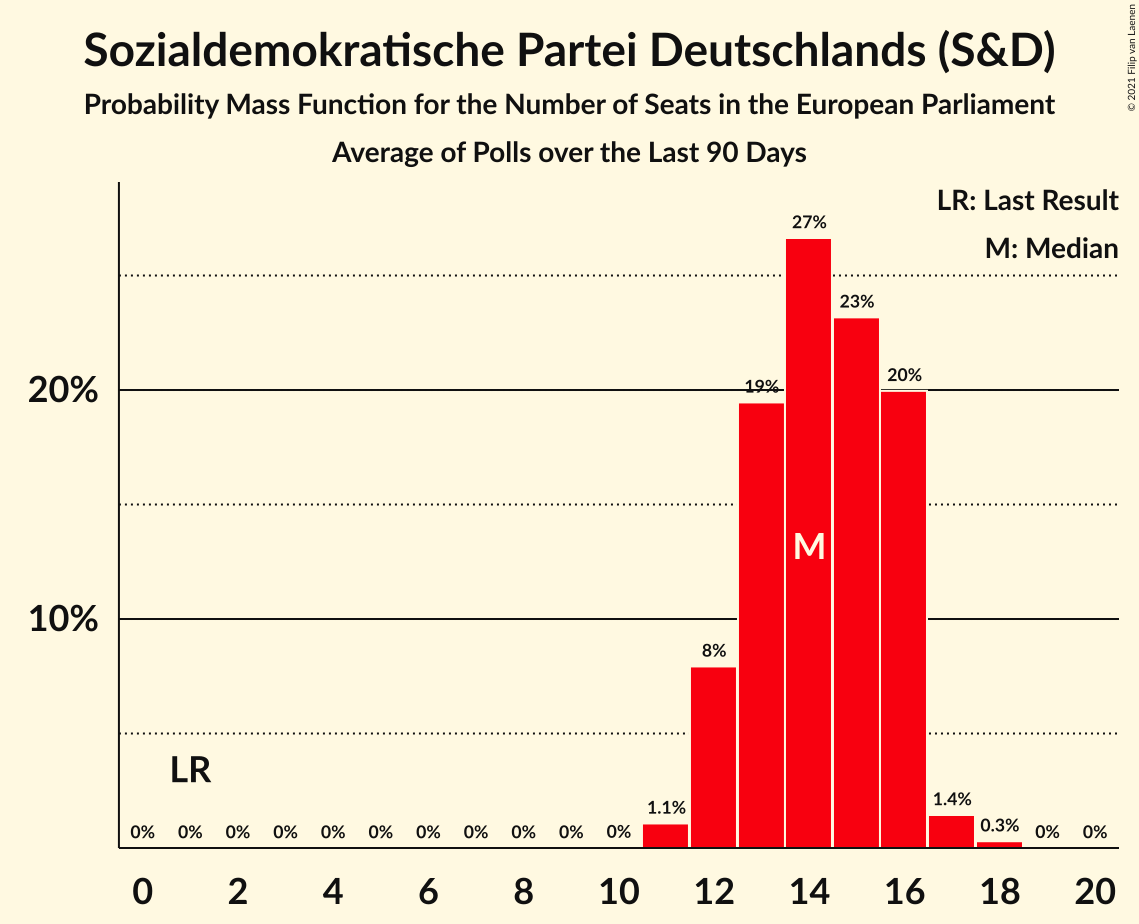 Sozialdemokratische Partei Deutschlands (S&D)
Probability Mass Function for the Number of Seats in the European Parliament
Average of Polls over the Last 90 Days
© 2021 Filip van Laenen
LR: Last Result
M: Median
27%
23%
20%
19%
20%
M
10%
8%
LR
1.4%
1.1%
0.3%
0% 0% 0% 0% 0% 0% 0% 0% 0% 0% 0% 0% 0%
0 2 4 6 8 10 12 14 16 18 20